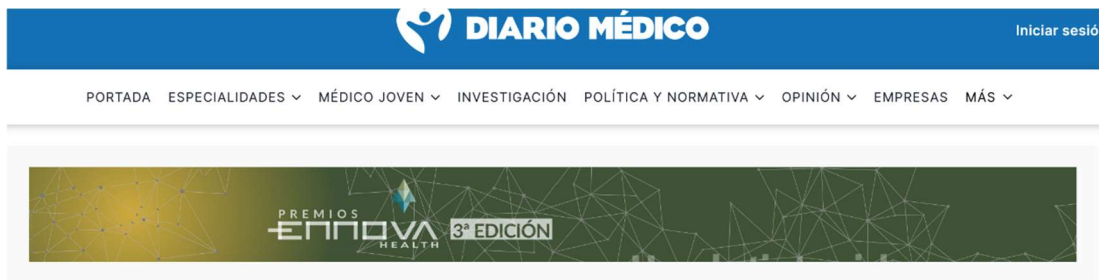 DIARIO MÉDICO
Iniciar sesió
PORTADA ESPECIALIDADES MÉDICO JOVEN INVESTIGACIÓN POLÍTICA Y NORMATIVA OPINIÓN EMPRESAS MÁS
PREMIOS
ENNOVA 3ª EDICIÓN
HEALTH